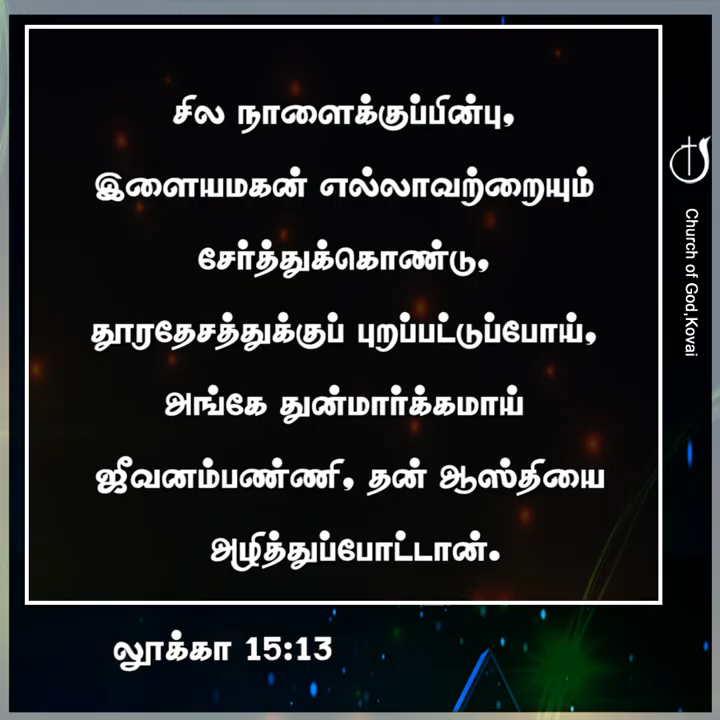 சில நாளைக்குப்பின்பு,
இளையமகன் எல்லாவற்றையும்
சேர்த்துக்கொண்டு,
தூரதேசத்துக்குப் புறப்பட்டுப்போய்,
அங்கே துன்மார்க்கமாய்
ஜீவனம்பண்ணி, தன் ஆஸ்தியை
அழித்துப்போட்டான்.
லூக்கா 15:13
Church of God,Kovai